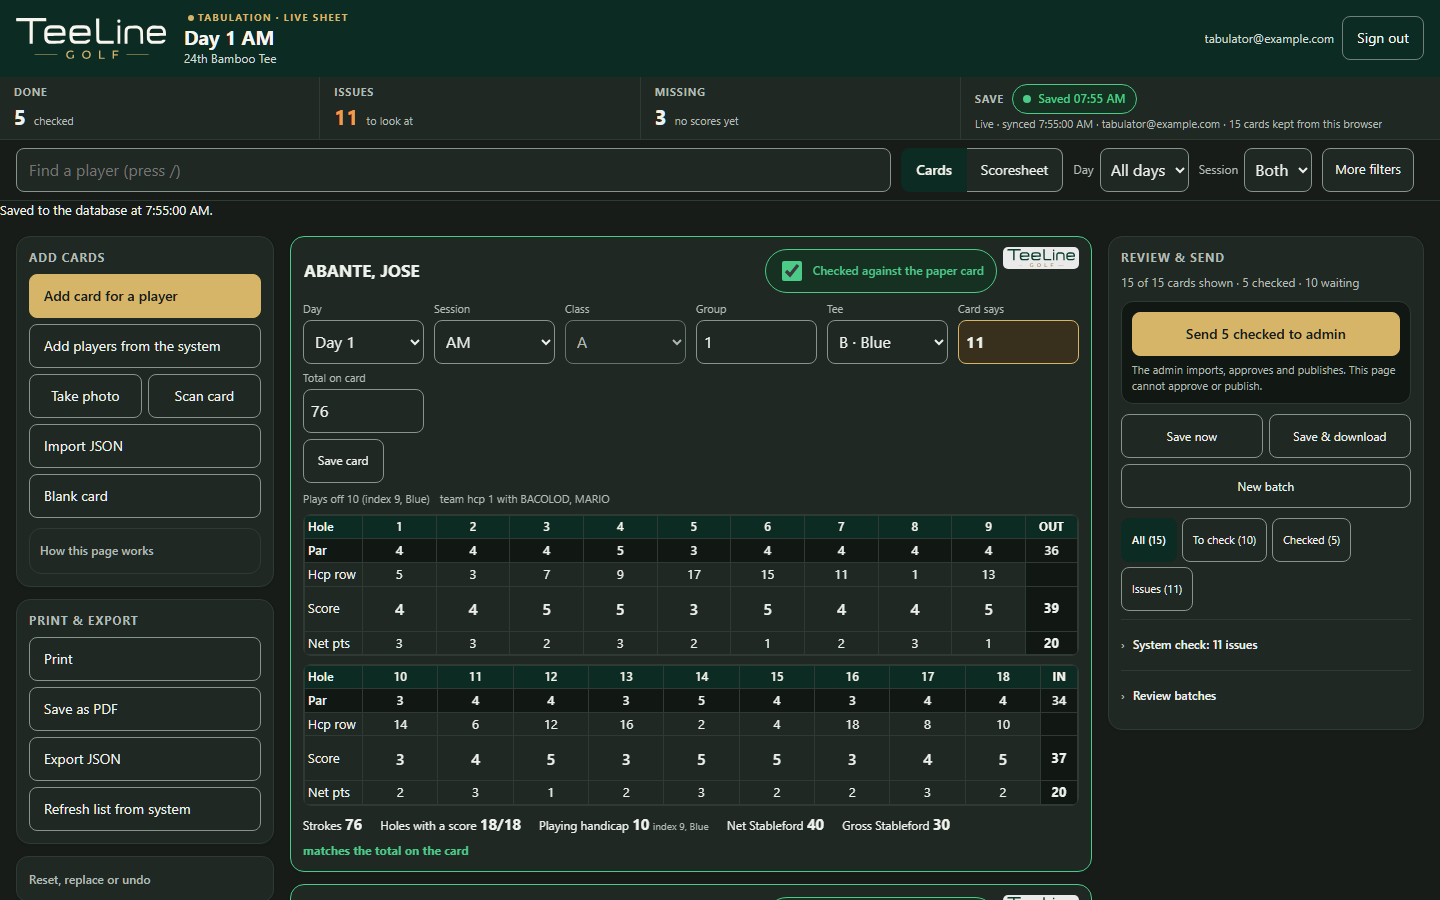 TeeLine
GOLF
TABULATION · LIVE SHEET
Day 1 AM
24th Bamboo Tee
tabulator@example.com
Sign out
DONE
5 checked
ISSUES
11 to look at
MISSING
3 no scores yet
SAVE
Saved 07:55 AM
Live · synced 7:55:00 AM · tabulator@example.com · 15 cards kept from this browser
Find a player (press /)
Cards
Scoresheet
Day
All days
Session
Both
More filters
Saved to the database at 7:55:00 AM.
ADD CARDS
Add card for a player
Add players from the system
Take photo
Scan card
Import JSON
Blank card
How this page works
PRINT & EXPORT
Print
Save as PDF
Export JSON
Refresh list from system
Reset, replace or undo
ABANTE, JOSE
Checked against the paper card
TeeLine
GOLF
Day
Session
Class
Group
Tee
Card says
Day 1
AM
A
1
B · Blue
11
Total on card
76
Save card
Plays off 10 (index 9, Blue) team hcp 1 with BACOLOD, MARIO
Hole 1 2 3 4 5 6 7 8 9 OUT
Par 4 4 4 5 3 4 4 4 4 36
Hcp row 5 3 7 9 17 15 11 1 13
Score 4 4 5 5 3 5 4 4 5 39
Net pts 3 3 2 3 2 1 2 3 1 20
Hole 10 11 12 13 14 15 16 17 18 IN
Par 3 4 4 3 5 4 3 4 4 34
Hcp row 14 6 12 16 2 4 18 8 10
Score 3 4 5 3 5 5 3 4 5 37
Net pts 2 3 1 2 3 2 2 3 2 20
Strokes 76 Holes with a score 18/18 Playing handicap 10 index 9, Blue Net Stableford 40 Gross Stableford 30
matches the total on the card
REVIEW & SEND
15 of 15 cards shown · 5 checked · 10 waiting
Send 5 checked to admin
The admin imports, approves and publishes. This page
cannot approve or publish.
Save now
Save & download
New batch
All (15)
To check (10)
Checked (5)
Issues (11)
› System check: 11 issues
› Review batches